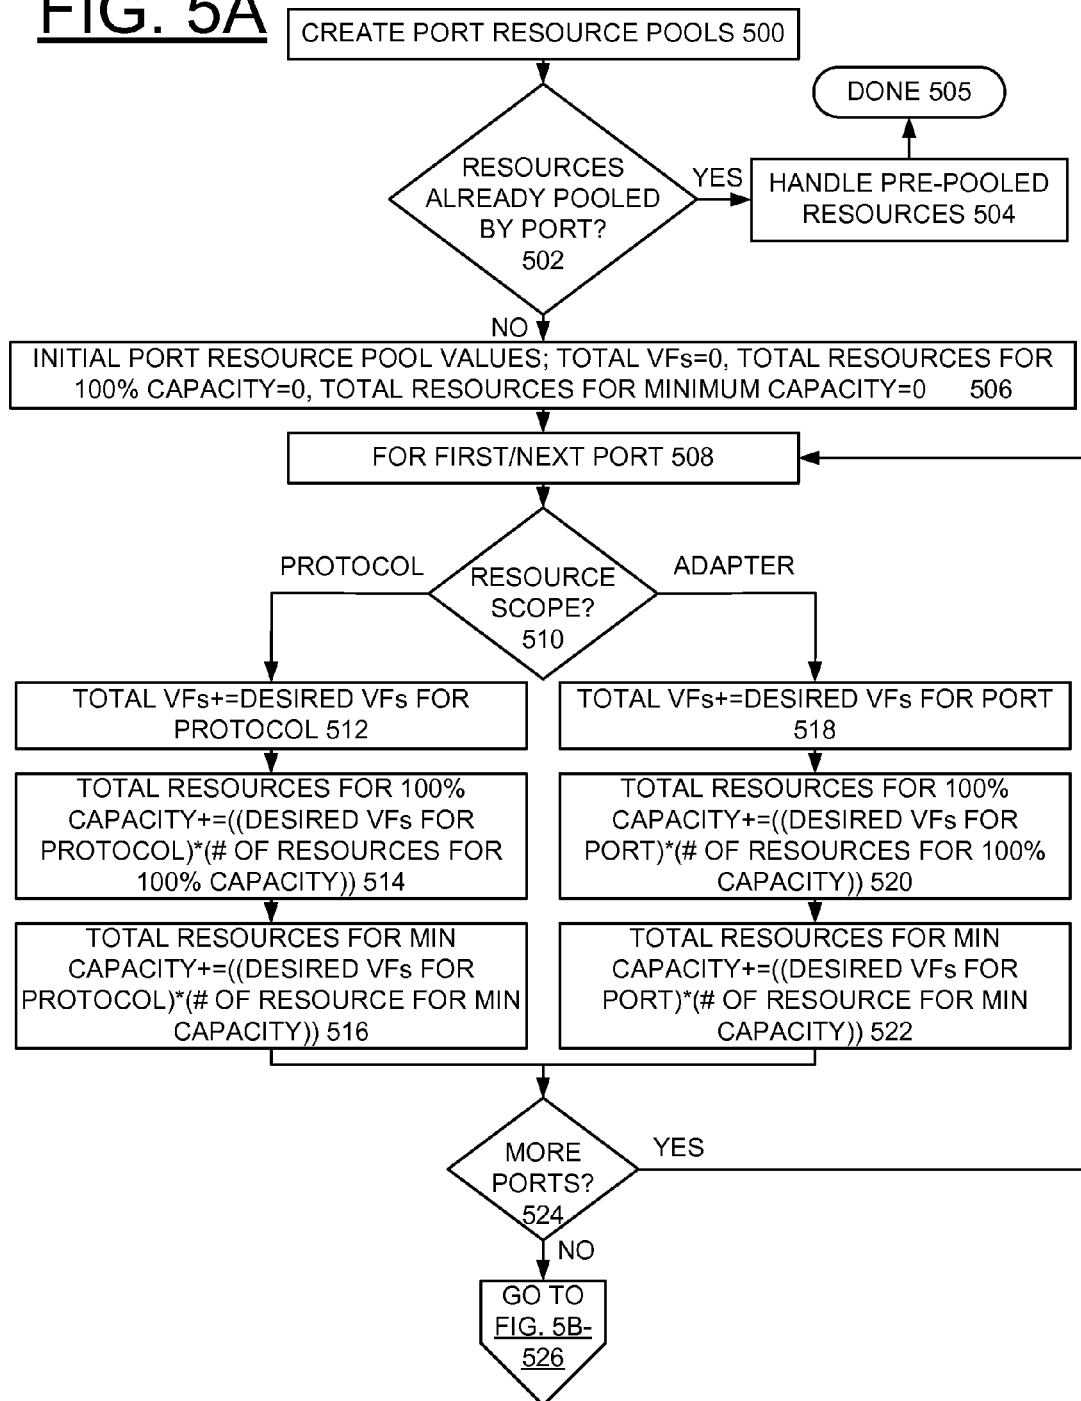 FIG. 5A
CREATE PORT RESOURCE POOLS 500
DONE 505
RESOURCES
ALREADY POOLED
BY PORT?
502
YES
HANDLE PRE-POOLED
RESOURCES 504
NO
INITIAL PORT RESOURCE POOL VALUES; TOTAL VFs=0, TOTAL RESOURCES FOR
100% CAPACITY=0, TOTAL RESOURCES FOR MINIMUM CAPACITY=0 506
FOR FIRST/NEXT PORT 508
PROTOCOL
RESOURCE
SCOPE?
510
ADAPTER
TOTAL VFs+=DESIRED VFs FOR
PROTOCOL 512
TOTAL RESOURCES FOR 100%
CAPACITY+=((DESIRED VFs FOR
PROTOCOL)*(# OF RESOURCES FOR
100% CAPACITY)) 514
TOTAL RESOURCES FOR MIN
CAPACITY+=((DESIRED VFs FOR
PROTOCOL)*(# OF RESOURCE FOR MIN
CAPACITY)) 516
TOTAL VFs+=DESIRED VFs FOR PORT
518
TOTAL RESOURCES FOR 100%
CAPACITY+=((DESIRED VFs FOR
PORT)*(# OF RESOURCES FOR 100%
CAPACITY)) 520
TOTAL RESOURCES FOR MIN
CAPACITY+=((DESIRED VFs FOR
PORT)*(# OF RESOURCE FOR MIN
CAPACITY)) 522
MORE
PORTS?
524
YES
NO
GO TO
FIG. 5B-
526